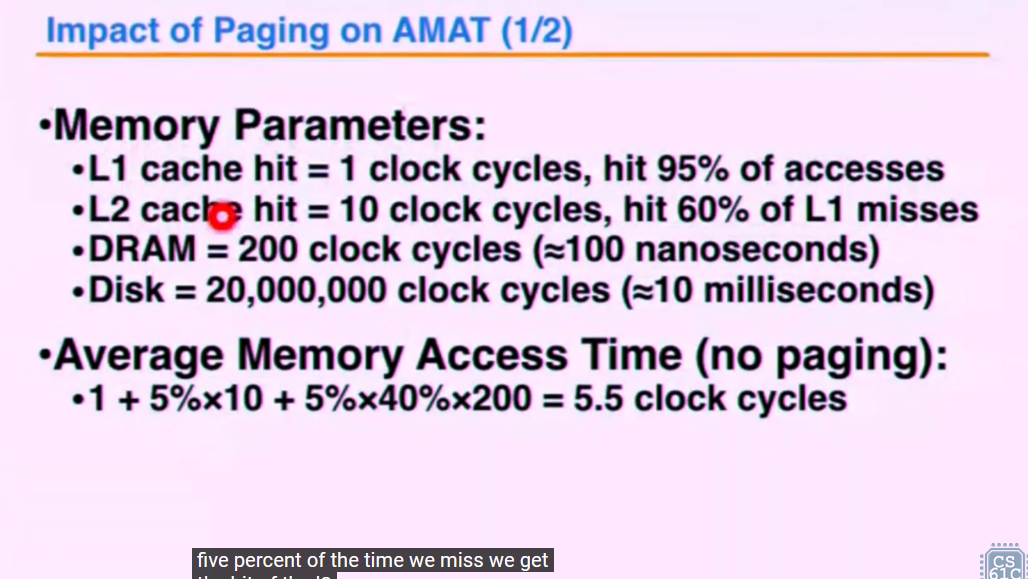 Impact of Paging on AMAT (1/2)
•Memory Parameters:
•L1 cache hit = 1 clock cycles, hit 95% of accesses
•L2 cache hit = 10 clock cycles, hit 60% of L1 misses
•DRAM = 200 clock cycles (≈100 nanoseconds)
•Disk = 20,000,000 clock cycles (≈10 milliseconds)
•Average Memory Access Time (no paging):
•1 + 5%×10 + 5%×40%×200 = 5.5 clock cycles
five percent of the time we miss we get
CS
61C